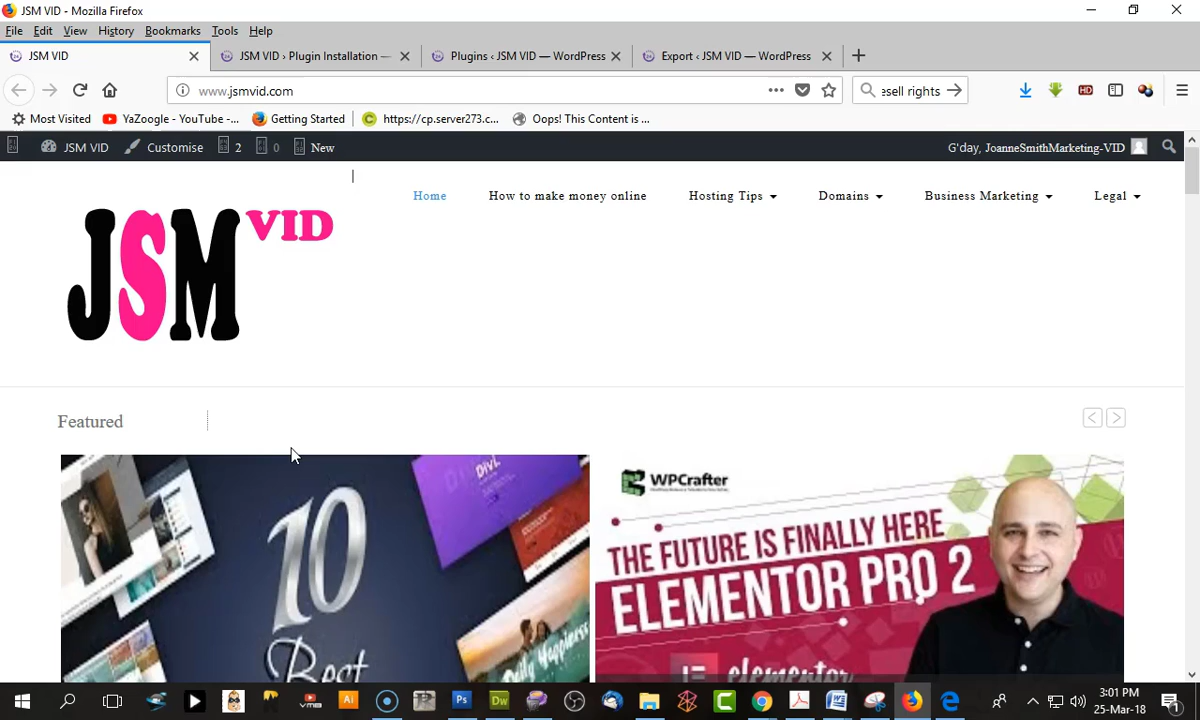 JSM VID - Mozilla Firefox
File Edit View History Bookmarks Tools Help
JSM VID
JSM VID › Plugin Installation —
Plugins ‹ JSM VID — WordPress
Export ‹ JSM VID — WordPress
www.jsmvid.com
esell rights
Most Visited
YaZoogle - YouTube -...
Getting Started
https://cp.server273.c...
Oops! This Content is ...
JSM VID Customise 2 0 New
G'day, JoanneSmithMarketing-VID
Home How to make money online Hosting Tips Domains Business Marketing Legal
JSM VID
Featured
10
Best
Divi.
Daily Happiness
WPCrafter
THE FUTURE IS FINALLY HERE
ELEMENTOR PRO 2
elementor
3:01 PM
25-Mar-18